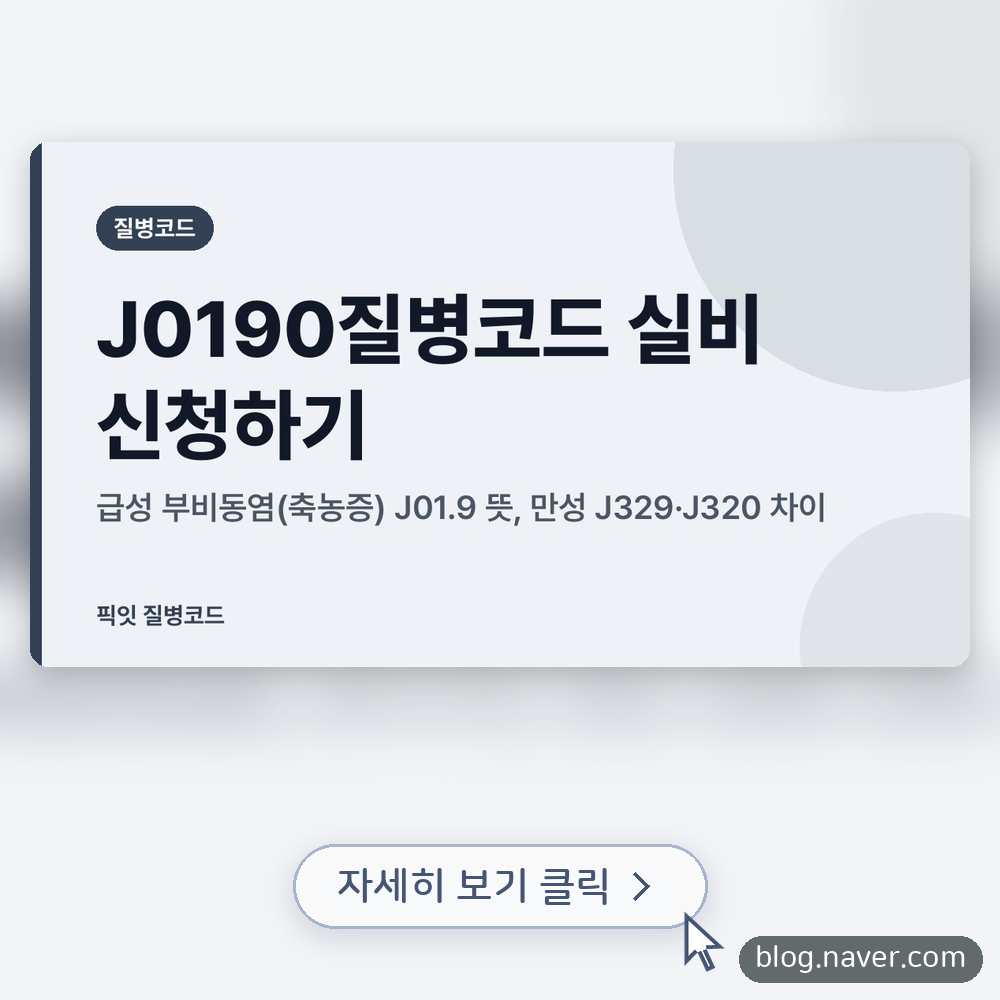 질병코드
J0190질병코드 실비
신청하기
급성 부비동염(축농증) J01.9 뜻, 만성 J329·J320 차이
픽잇 질병코드
자세히 보기 클릭
blog.naver.com